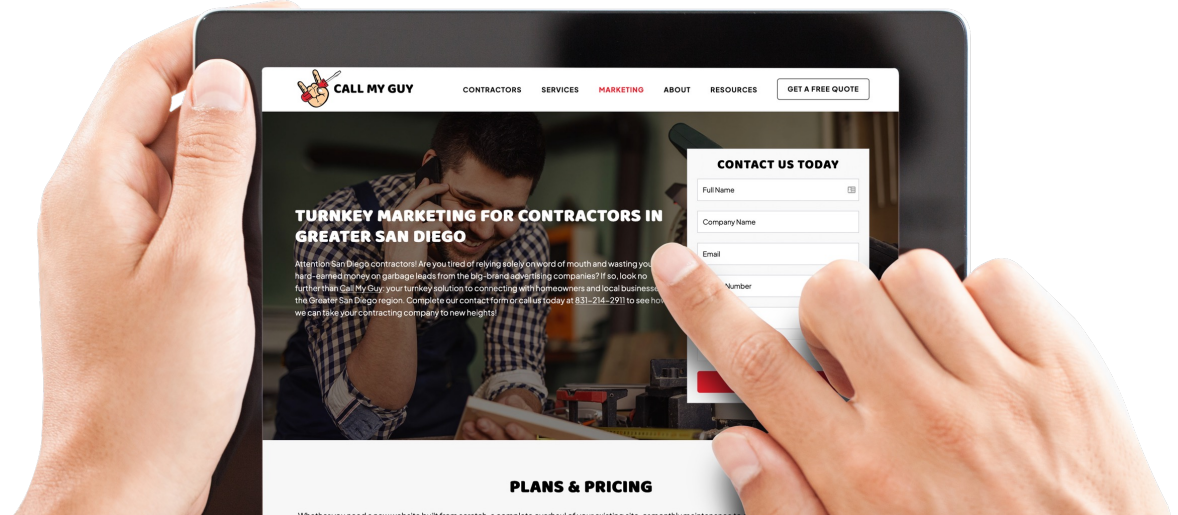 CALL MY GUY
CONTRACTORS SERVICES MARKETING ABOUT RESOURCES GET A FREE QUOTE
TURNKEY MARKETING FOR CONTRACTORS IN
GREATER SAN DIEGO
Attention San Diego contractors! Are you tired of relying solely on word of mouth and wasting
hard-earned money on garbage leads from the big-brand advertising companies? If so, look no
further than Call My Guy: your turnkey solution to connecting with homeowners and local
the Greater San Diego region. Complete our contact form or call us today at 831-214-2911 to see
we can take your contracting company to new heights!
CONTACT US TODAY
Full Name
Company Name
Email
Number
PLANS & PRICING